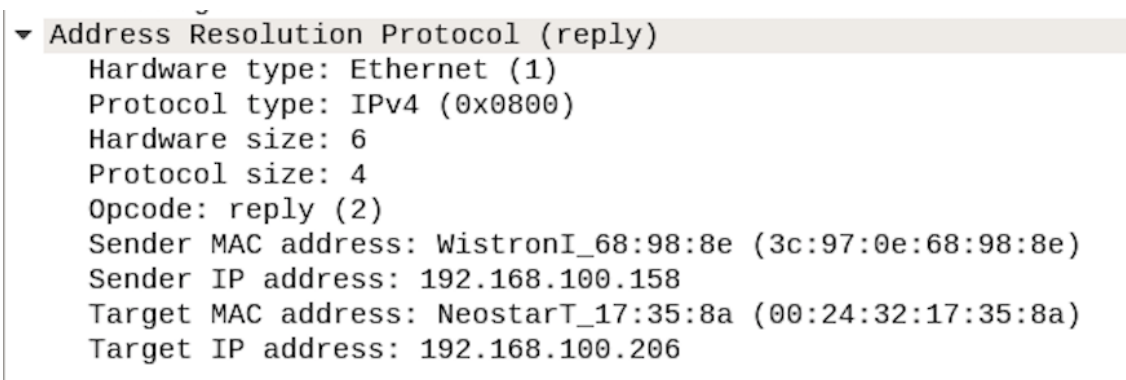 Address Resolution Protocol (reply)
Hardware type: Ethernet (1)
Protocol type: IPv4 (0x0800)
Hardware size: 6
Protocol size: 4
Opcode: reply (2)
Sender MAC address: WistronI_68:98:8e (3c:97:0e:68:98:8e)
Sender IP address: 192.168.100.158
Target MAC address: NeostarT_17:35:8a (00:24:32:17:35:8a)
Target IP address: 192.168.100.206